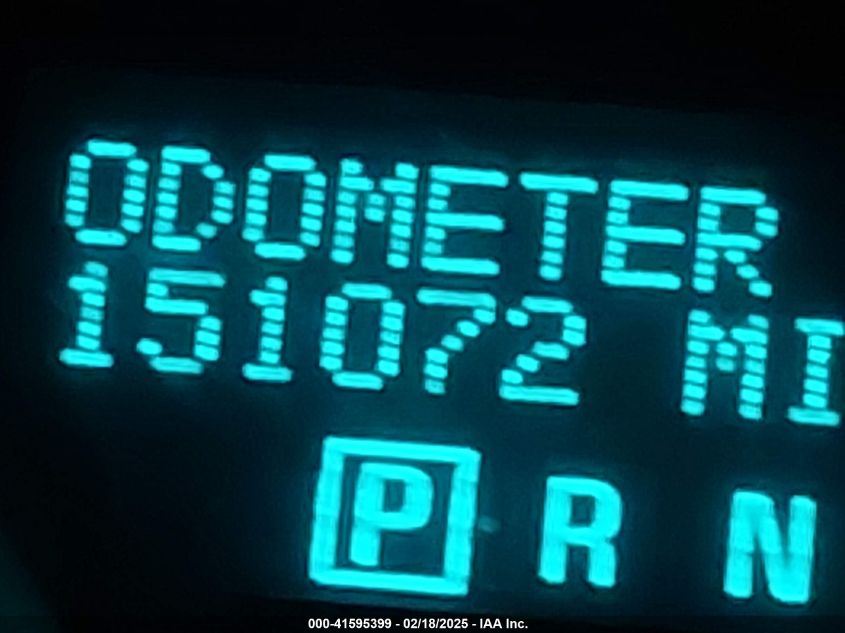 ODOMETER
151072 MI
P R N
000-41595399 - 02/18/2025 - IAA Inc.